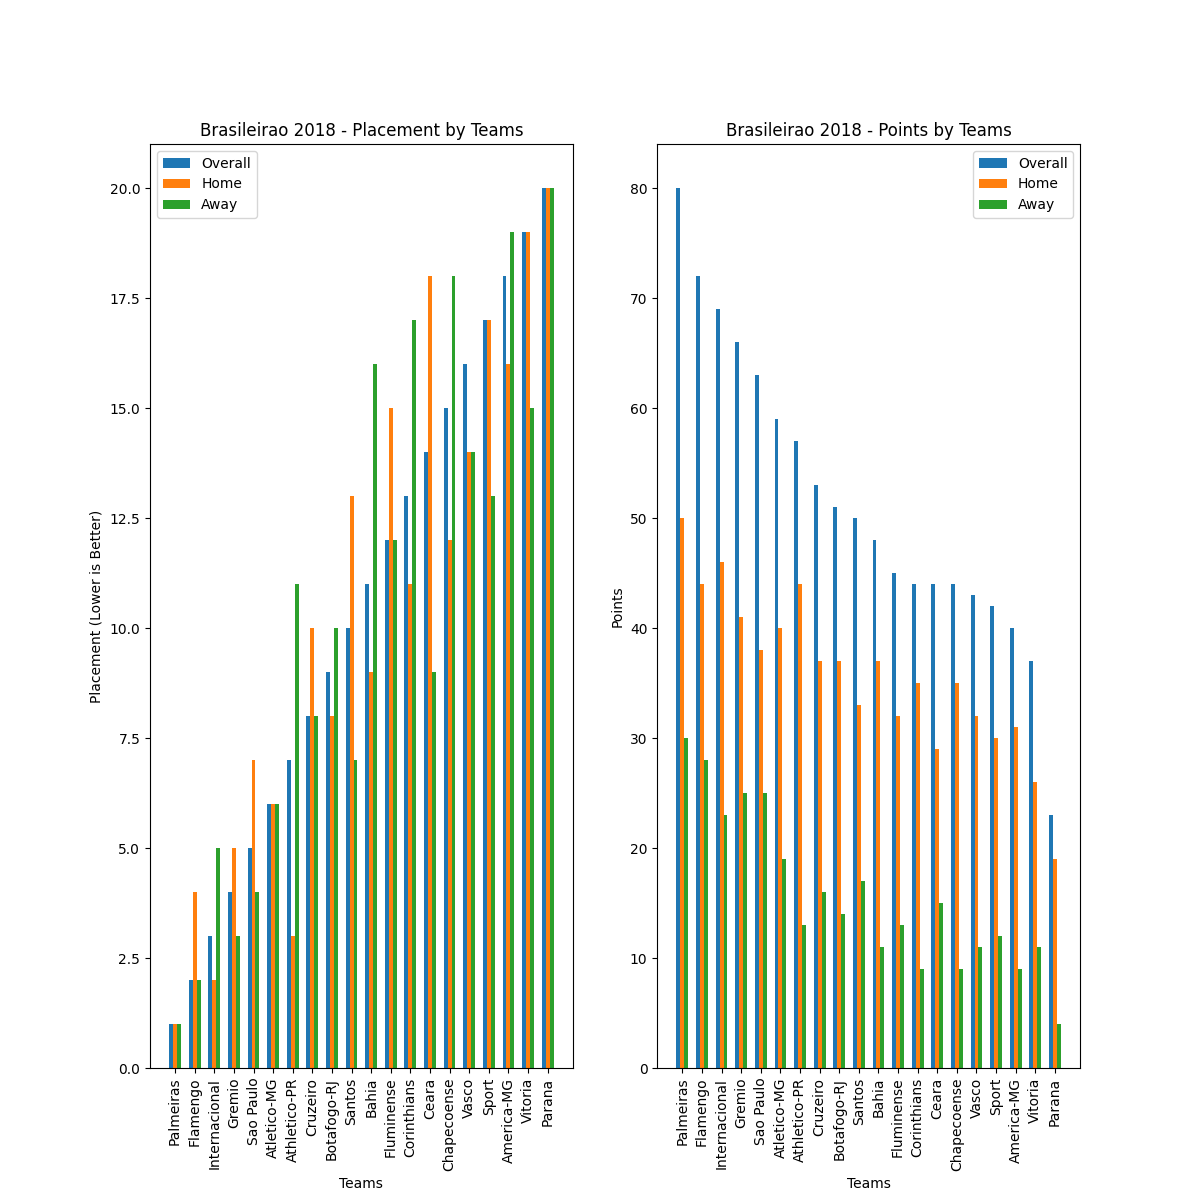 Brasileirao 2018 - Placement by Teams
Overall
Home
Away
Placement (Lower is Better)
20.0
17.5
15.0
12.5
10.0
7.5
5.0
2.5
0.0
Palmeiras
Flamengo
Internacional
Gremio
Sao Paulo
Atletico-MG
Athletico-PR
Cruzeiro
Botafogo-RJ
Santos
Bahia
Fluminense
Corinthians
Ceara
Chapecoense
Vasco
Sport
America-MG
Vitoria
Parana
Teams
Brasileirao 2018 - Points by Teams
Overall
Home
Away
Points
80
70
60
50
40
30
20
10
0
Palmeiras
Flamengo
Internacional
Gremio
Sao Paulo
Atletico-MG
Athletico-PR
Cruzeiro
Botafogo-RJ
Santos
Bahia
Fluminense
Corinthians
Ceara
Chapecoense
Vasco
Sport
America-MG
Vitoria
Parana
Teams